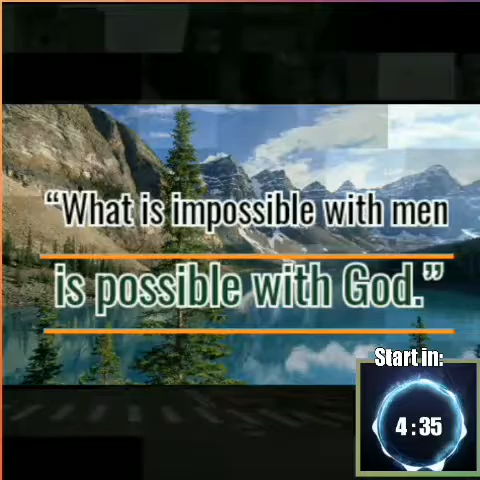 “What is impossible with men
is possible with God.”
Start in:
4 : 35